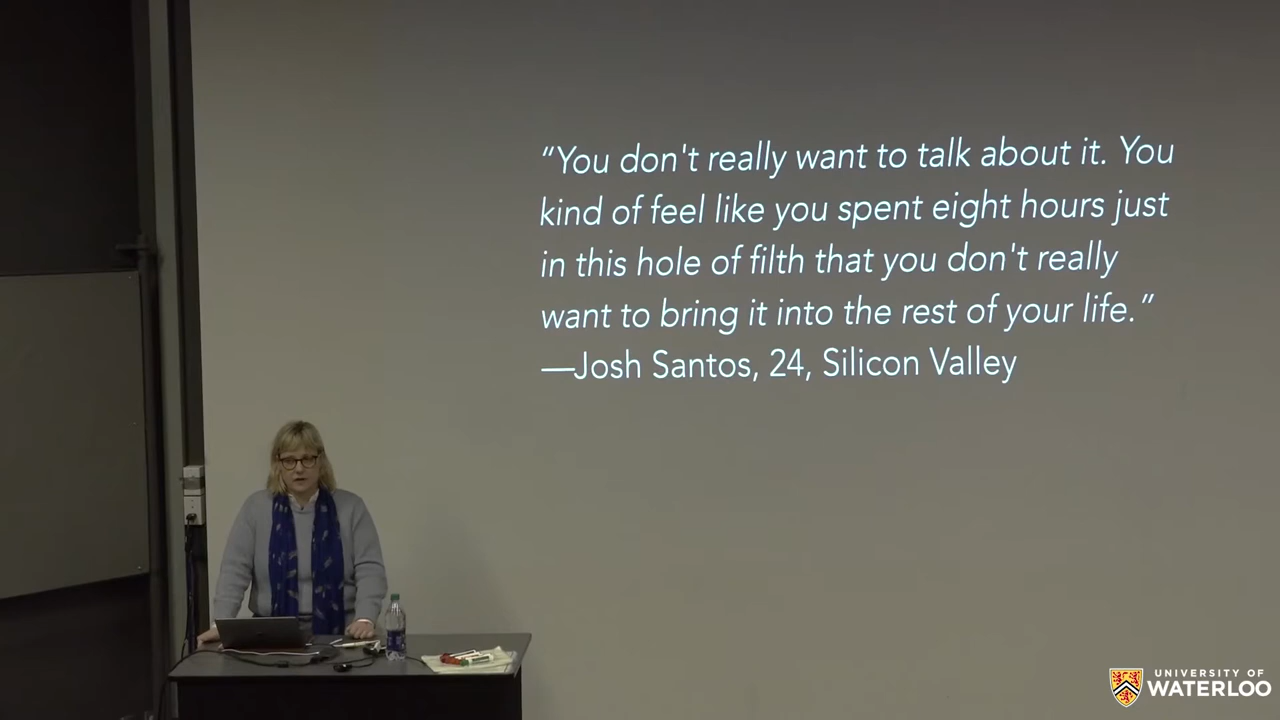 “You don't really want to talk about it. You
kind of feel like you spent eight hours just
in this hole of filth that you don't really
want to bring it into the rest of your life.”
—Josh Santos, 24, Silicon Valley
UNIVERSITY OF
WATERLOO